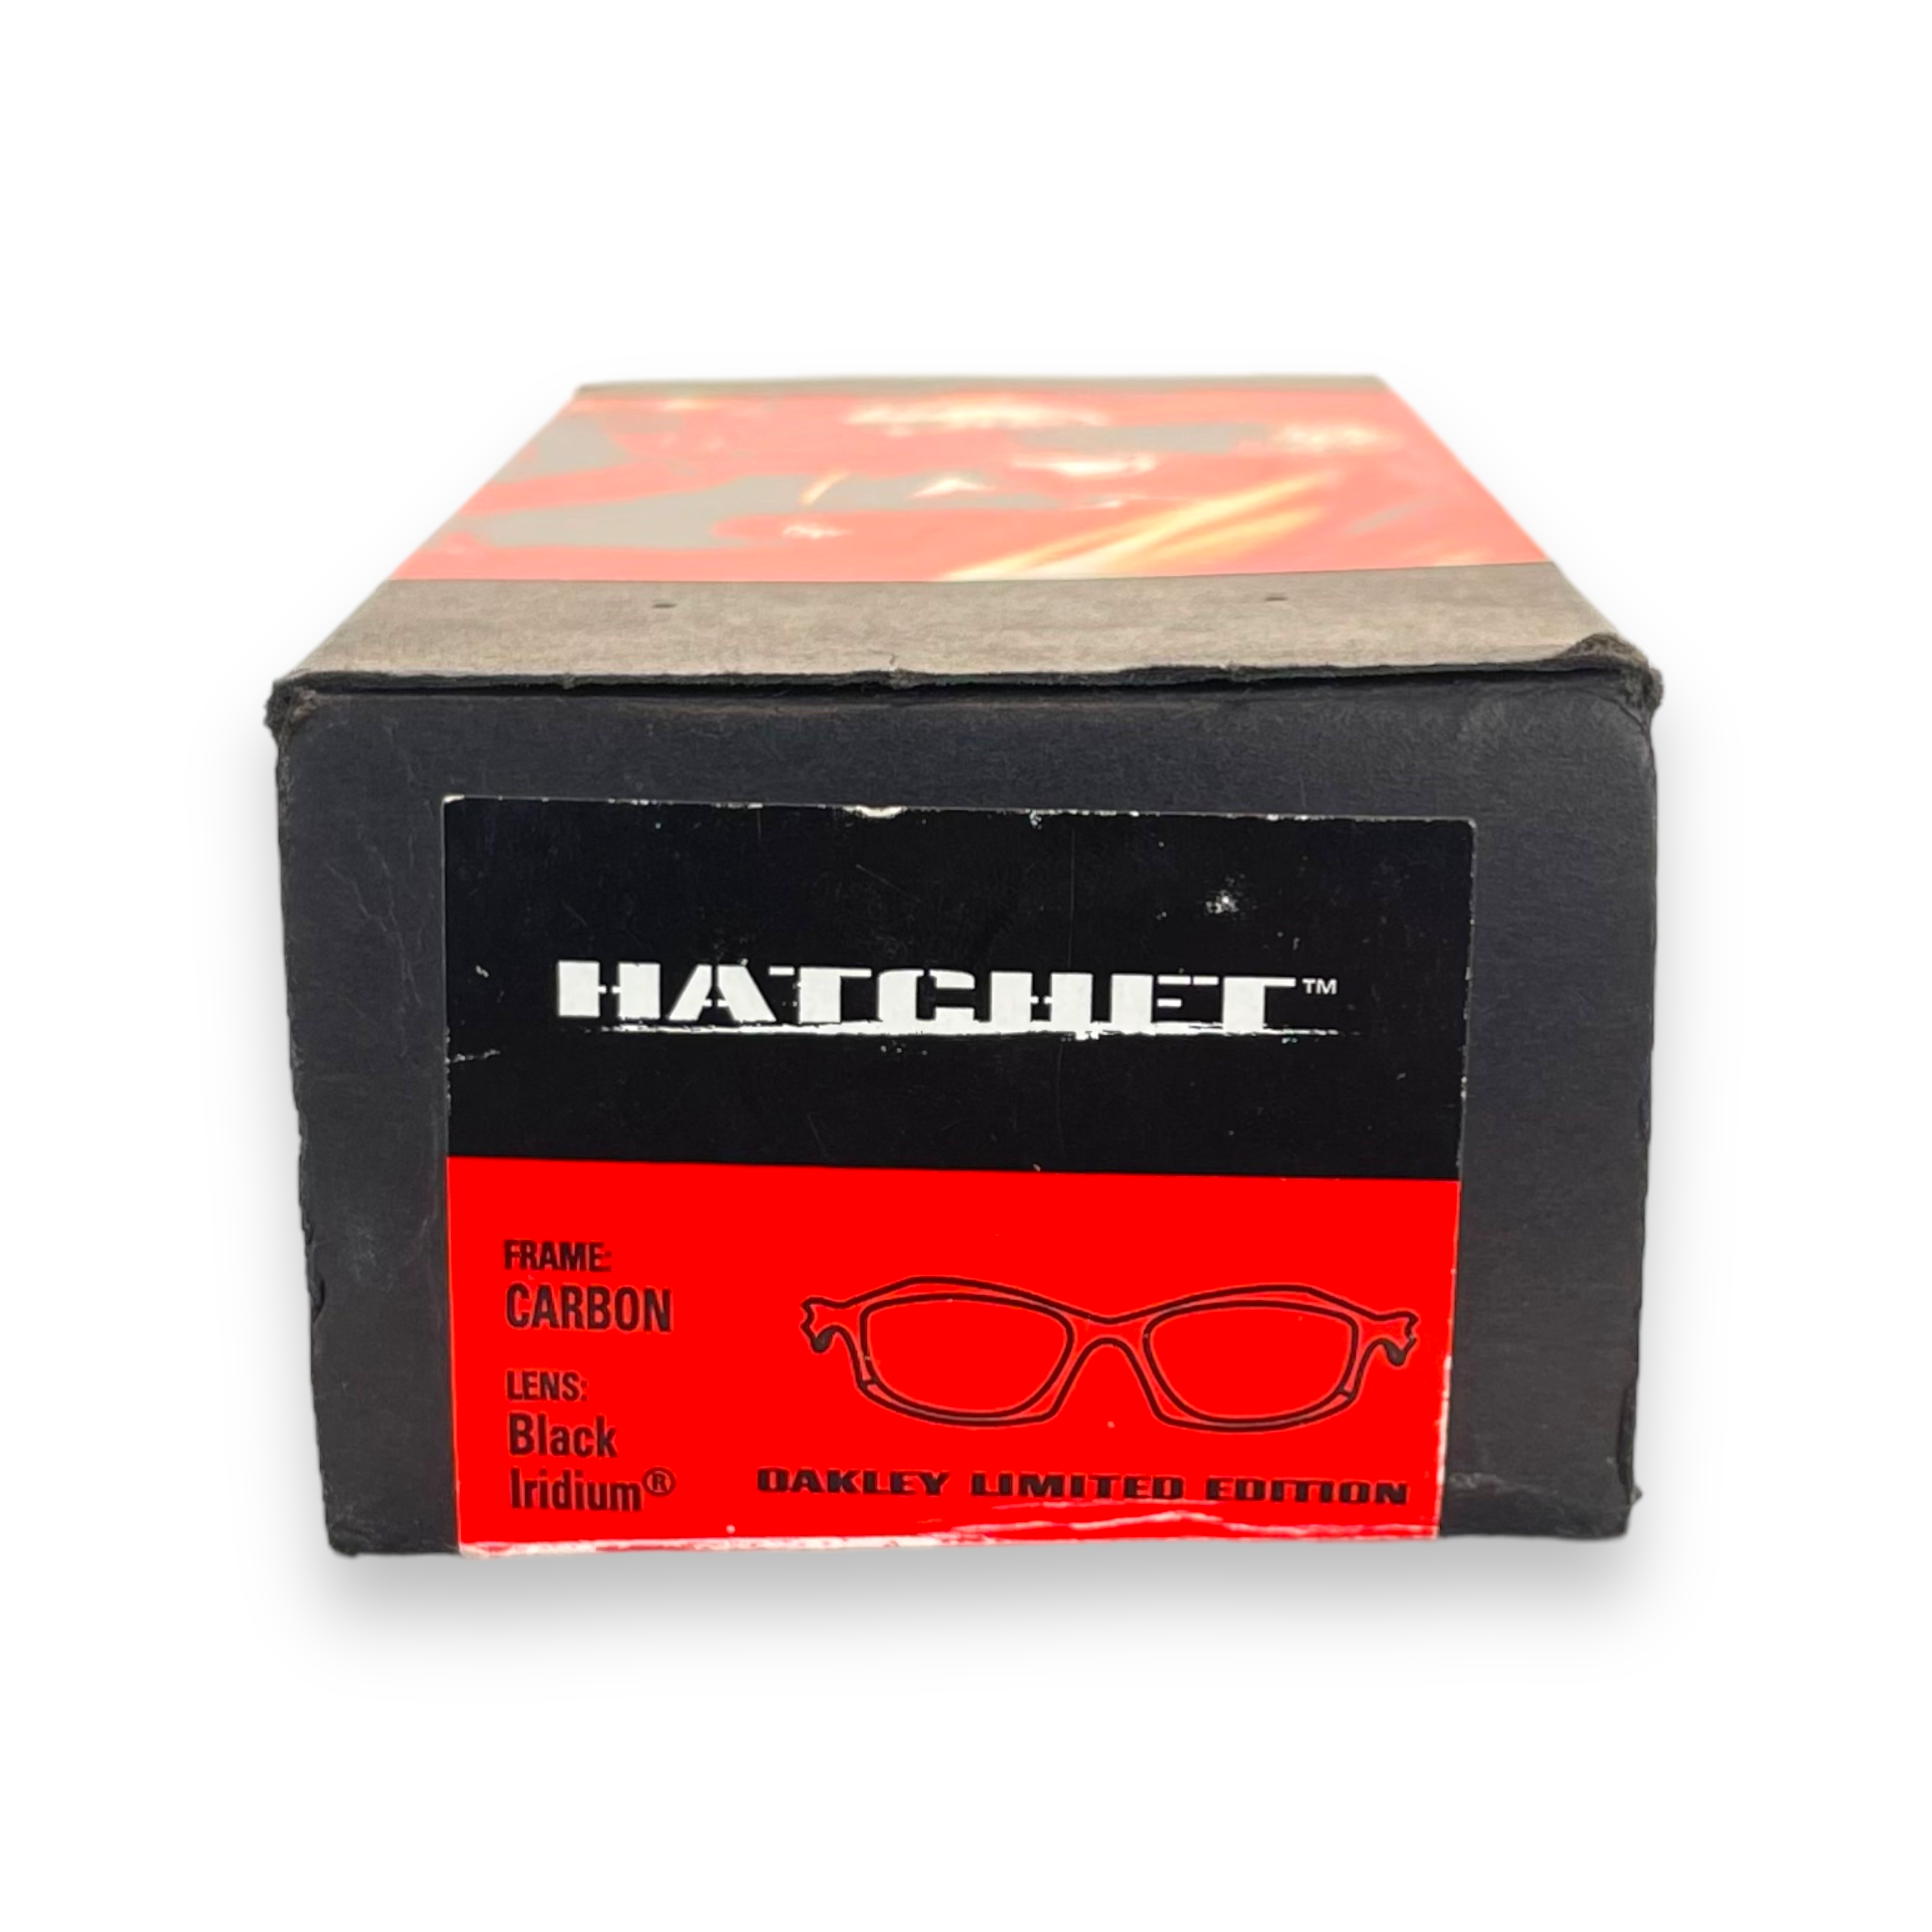 HATCHET™
FRAME:
CARBON
LENS:
Black
Iridium®
OAKLEY LIMITED EDITION